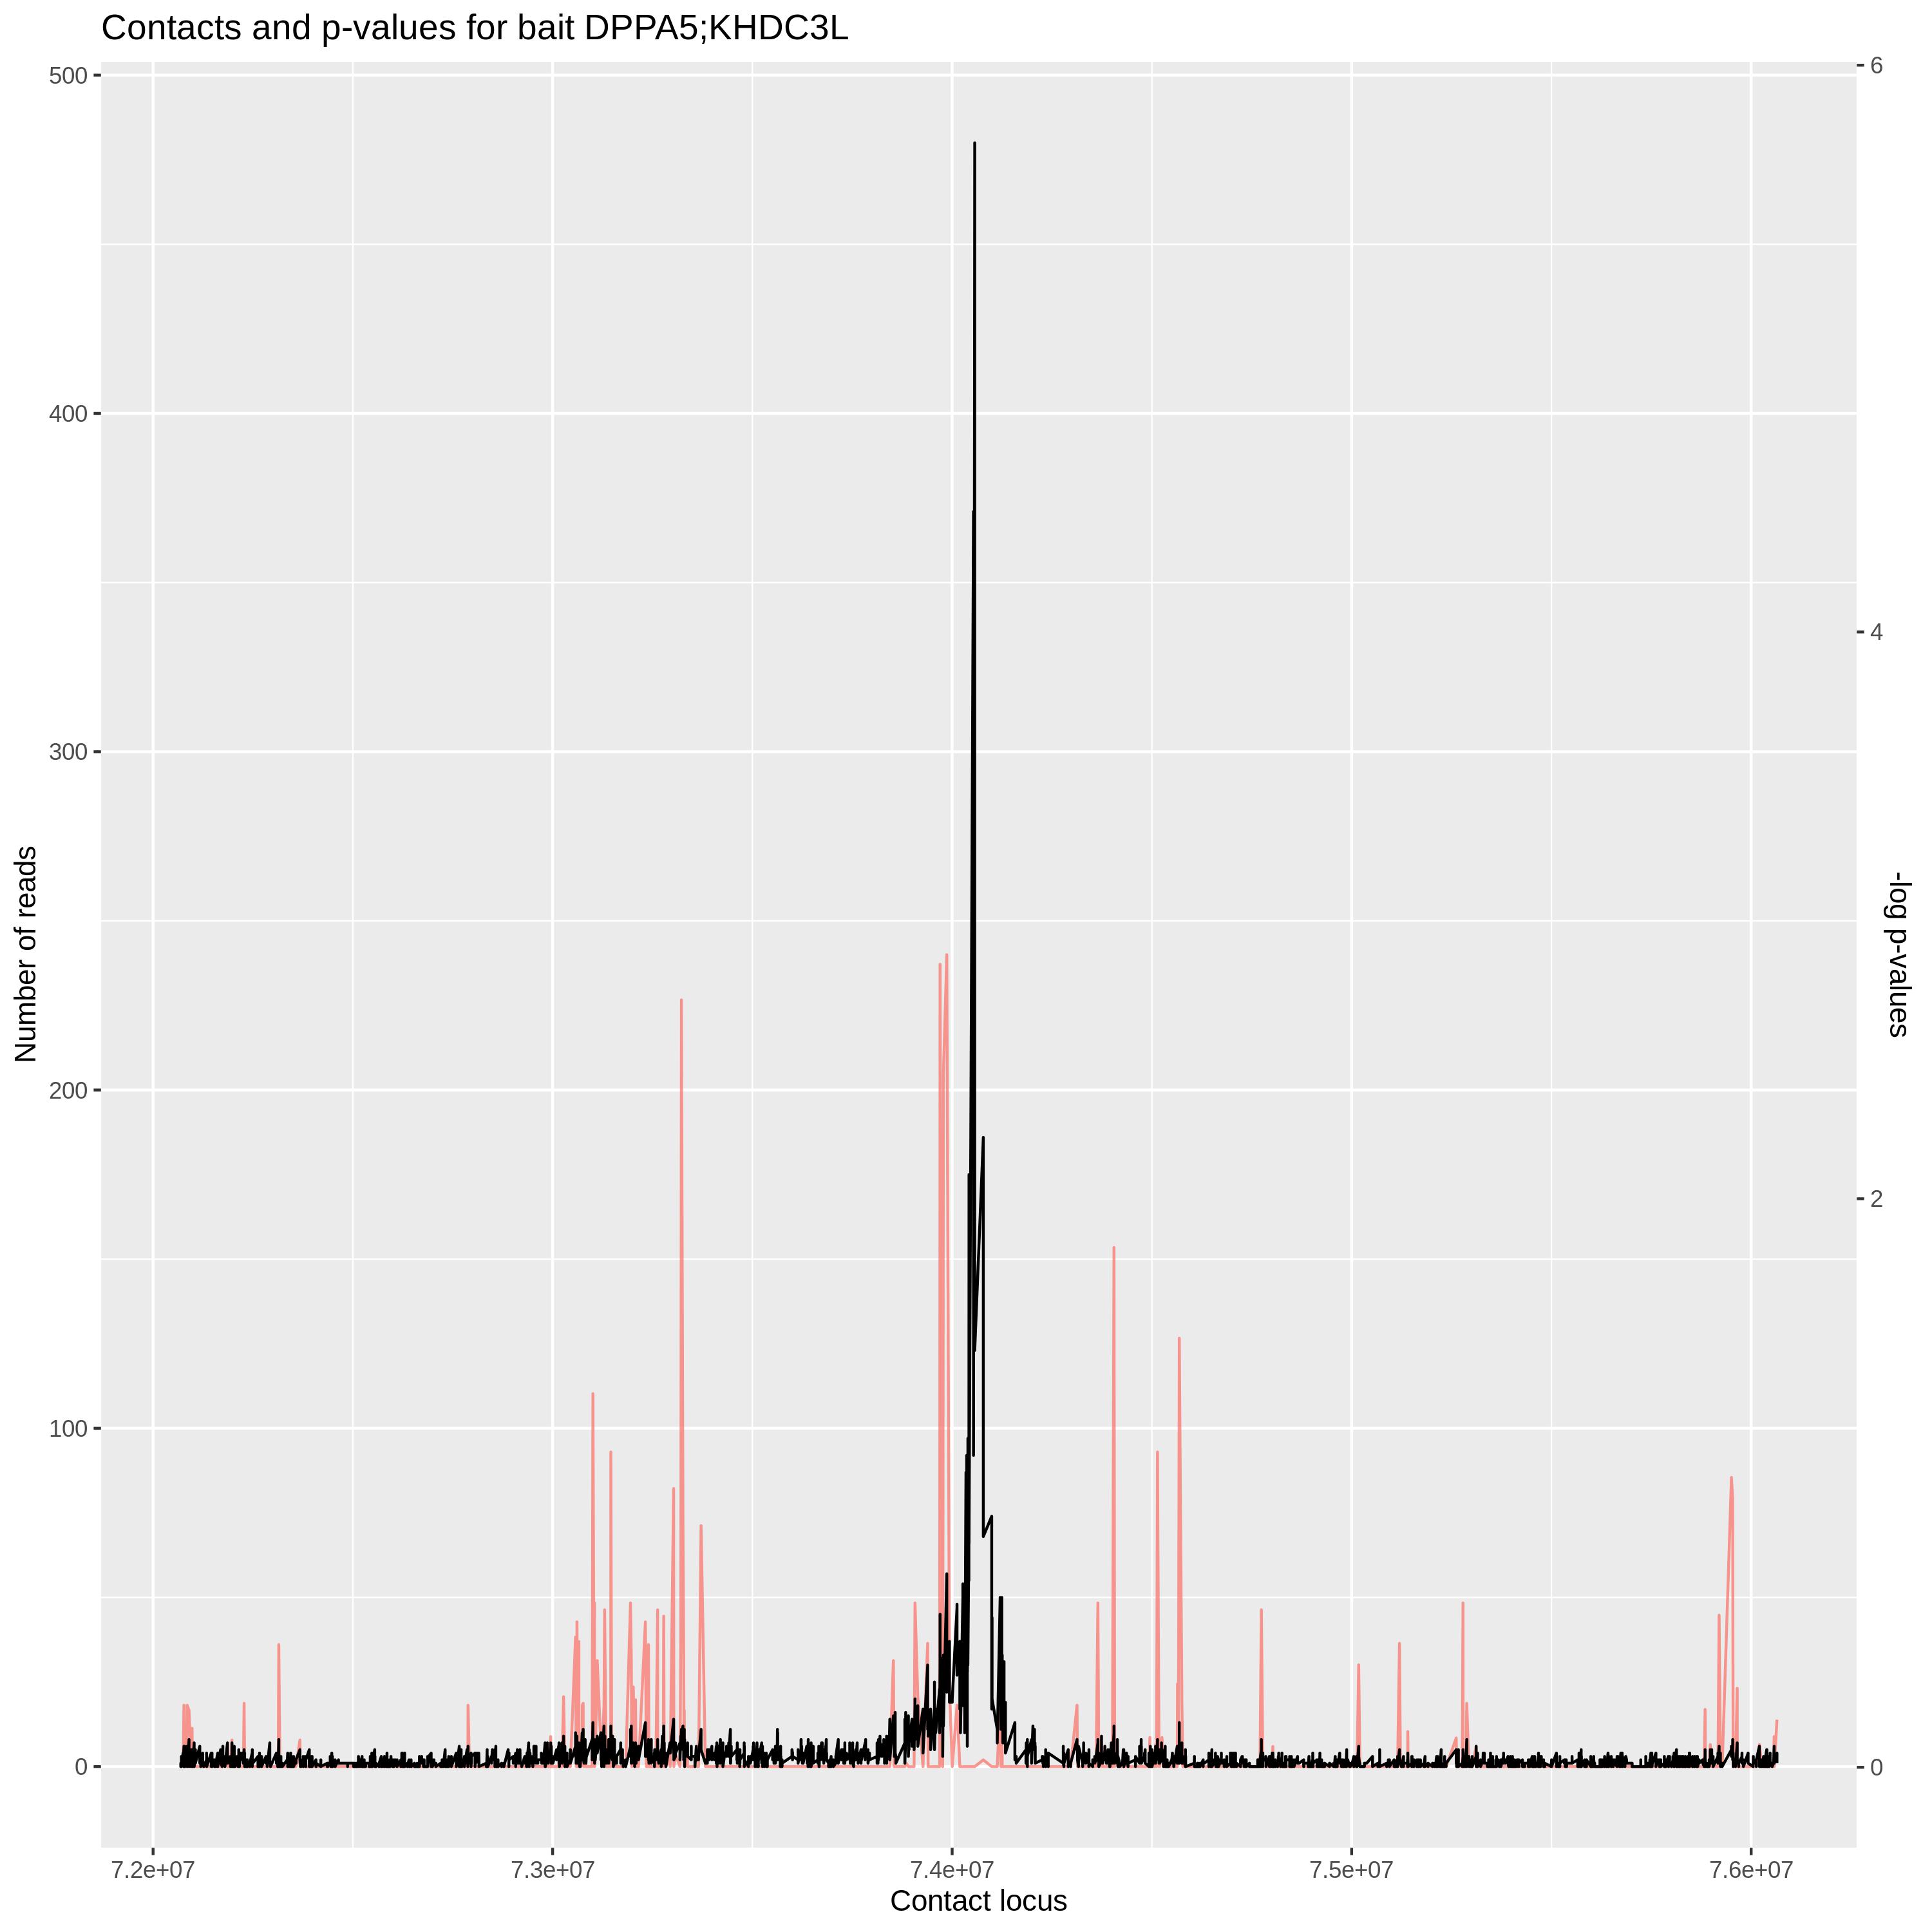 Contacts and p-values for bait DPPA5;KHDC3L
500
400
300
200
100
0
Number of reads
6
4
2
0
-log p-values
7.2e+07 7.3e+07 7.4e+07 7.5e+07 7.6e+07
Contact locus